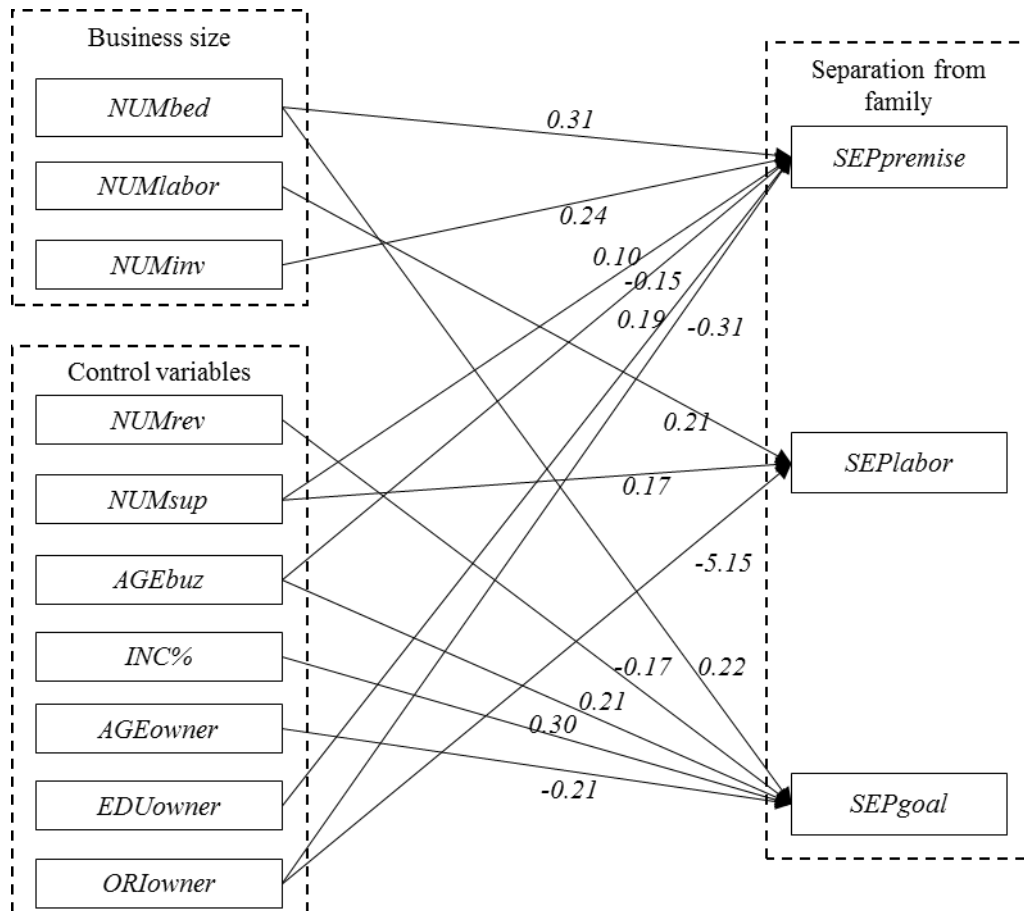 Business size
NUMbed
NUMlabor
NUMinv
Control variables
NUMrev
NUMsup
AGEbuz
INC%
AGEowner
EDUowner
ORIowner
0.31
0.24
0.10
-0.15
0.19
-0.31
0.21
0.17
-5.15
-0.17
0.22
0.21
0.30
-0.21
Separation from
family
SEPpremise
SEPlabor
SEPgoal